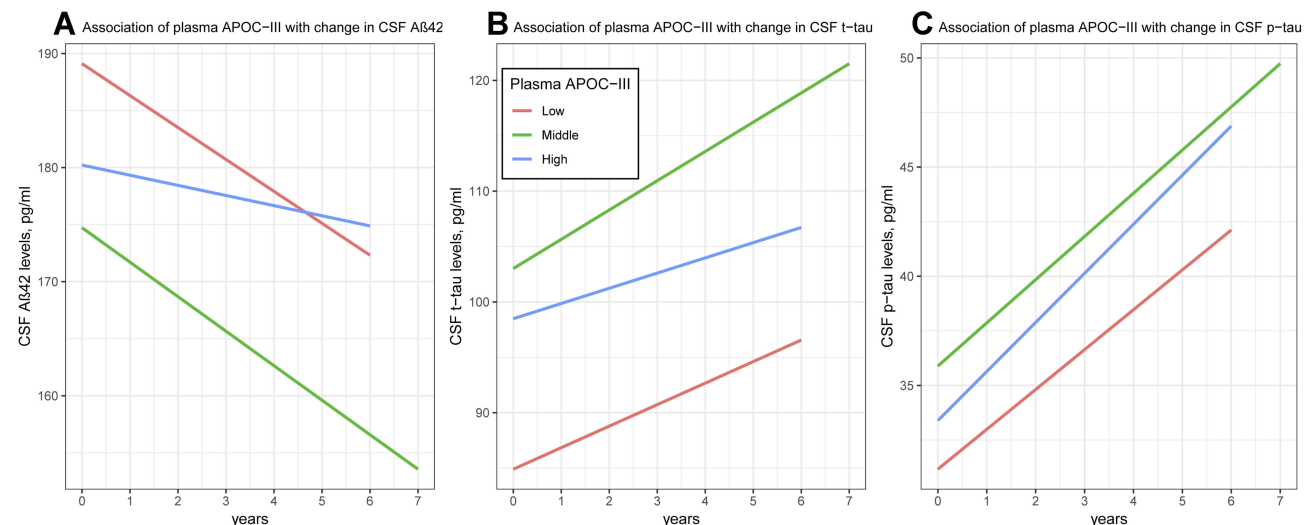 A Association of plasma APOC−III with change in CSF Aß42
CSF Aß42 levels, pg/ml
190
180
170
160
0 1 2 3 4 5 6 7
years
B Association of plasma APOC−III with change in CSF t−tau
CSF t−tau levels, pg/ml
120
110
100
90
Plasma APOC−III
Low
Middle
High
0 1 2 3 4 5 6 7
years
C Association of plasma APOC−III with change in CSF p−tau
CSF p−tau levels, pg/ml
50
45
40
35
0 1 2 3 4 5 6 7
years